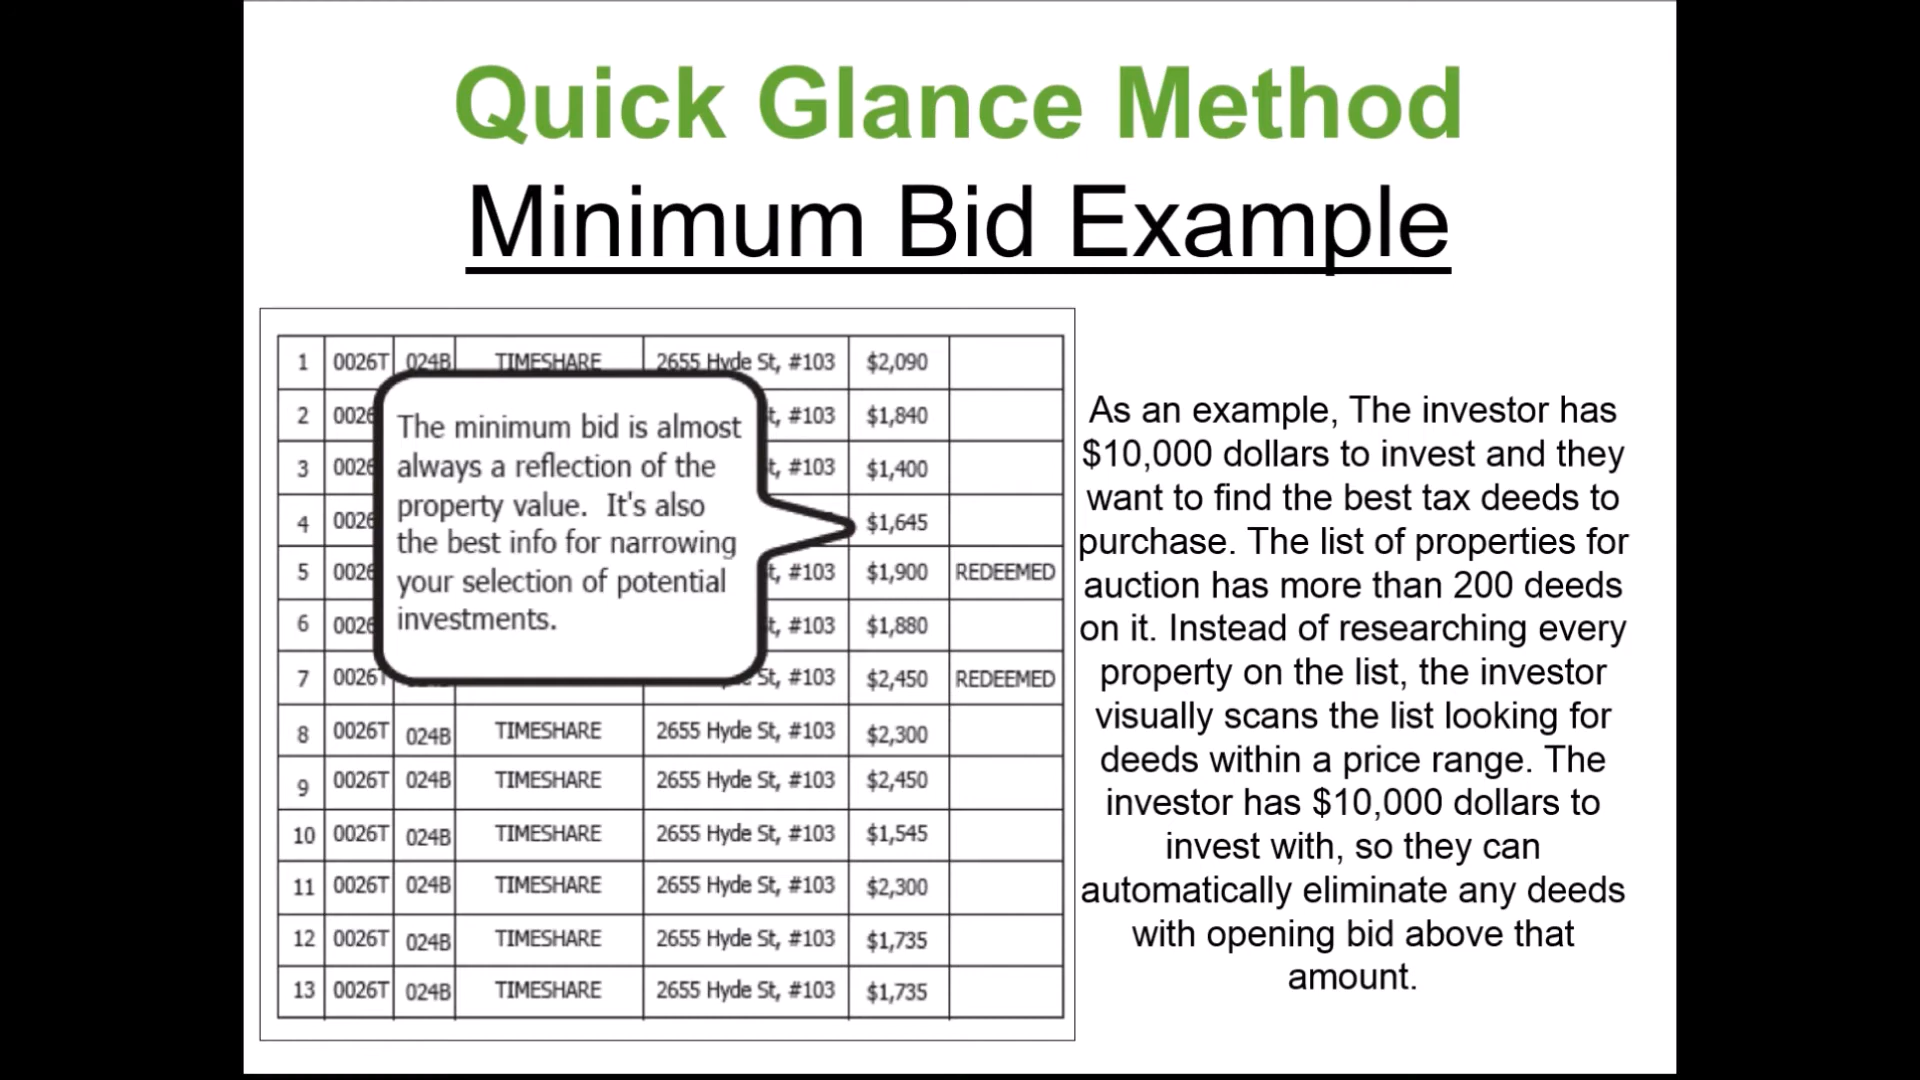 Quick Glance Method
Minimum Bid Example
1 0026T 024B TIMESHARE 2655 Hyde St, #103 $2,090
2 0026 t, #103 $1,840
3 0026 t, #103 $1,400
4 0026 $1,645
5 0026 t, #103 $1,900 REDEEMED
6 0026 t, #103 $1,880
7 0026T St, #103 $2,450 REDEEMED
8 0026T 024B TIMESHARE 2655 Hyde St, #103 $2,300
9 0026T 024B TIMESHARE 2655 Hyde St, #103 $2,450
10 0026T 024B TIMESHARE 2655 Hyde St, #103 $1,545
11 0026T 024B TIMESHARE 2655 Hyde St, #103 $2,300
12 0026T 024B TIMESHARE 2655 Hyde St, #103 $1,735
13 0026T 024B TIMESHARE 2655 Hyde St, #103 $1,735
The minimum bid is almost
always a reflection of the
property value. It's also
the best info for narrowing
your selection of potential
investments.
As an example, The investor has
$10,000 dollars to invest and they
want to find the best tax deeds to
purchase. The list of properties for
auction has more than 200 deeds
on it. Instead of researching every
property on the list, the investor
visually scans the list looking for
deeds within a price range. The
investor has $10,000 dollars to
invest with, so they can
automatically eliminate any deeds
with opening bid above that
amount.